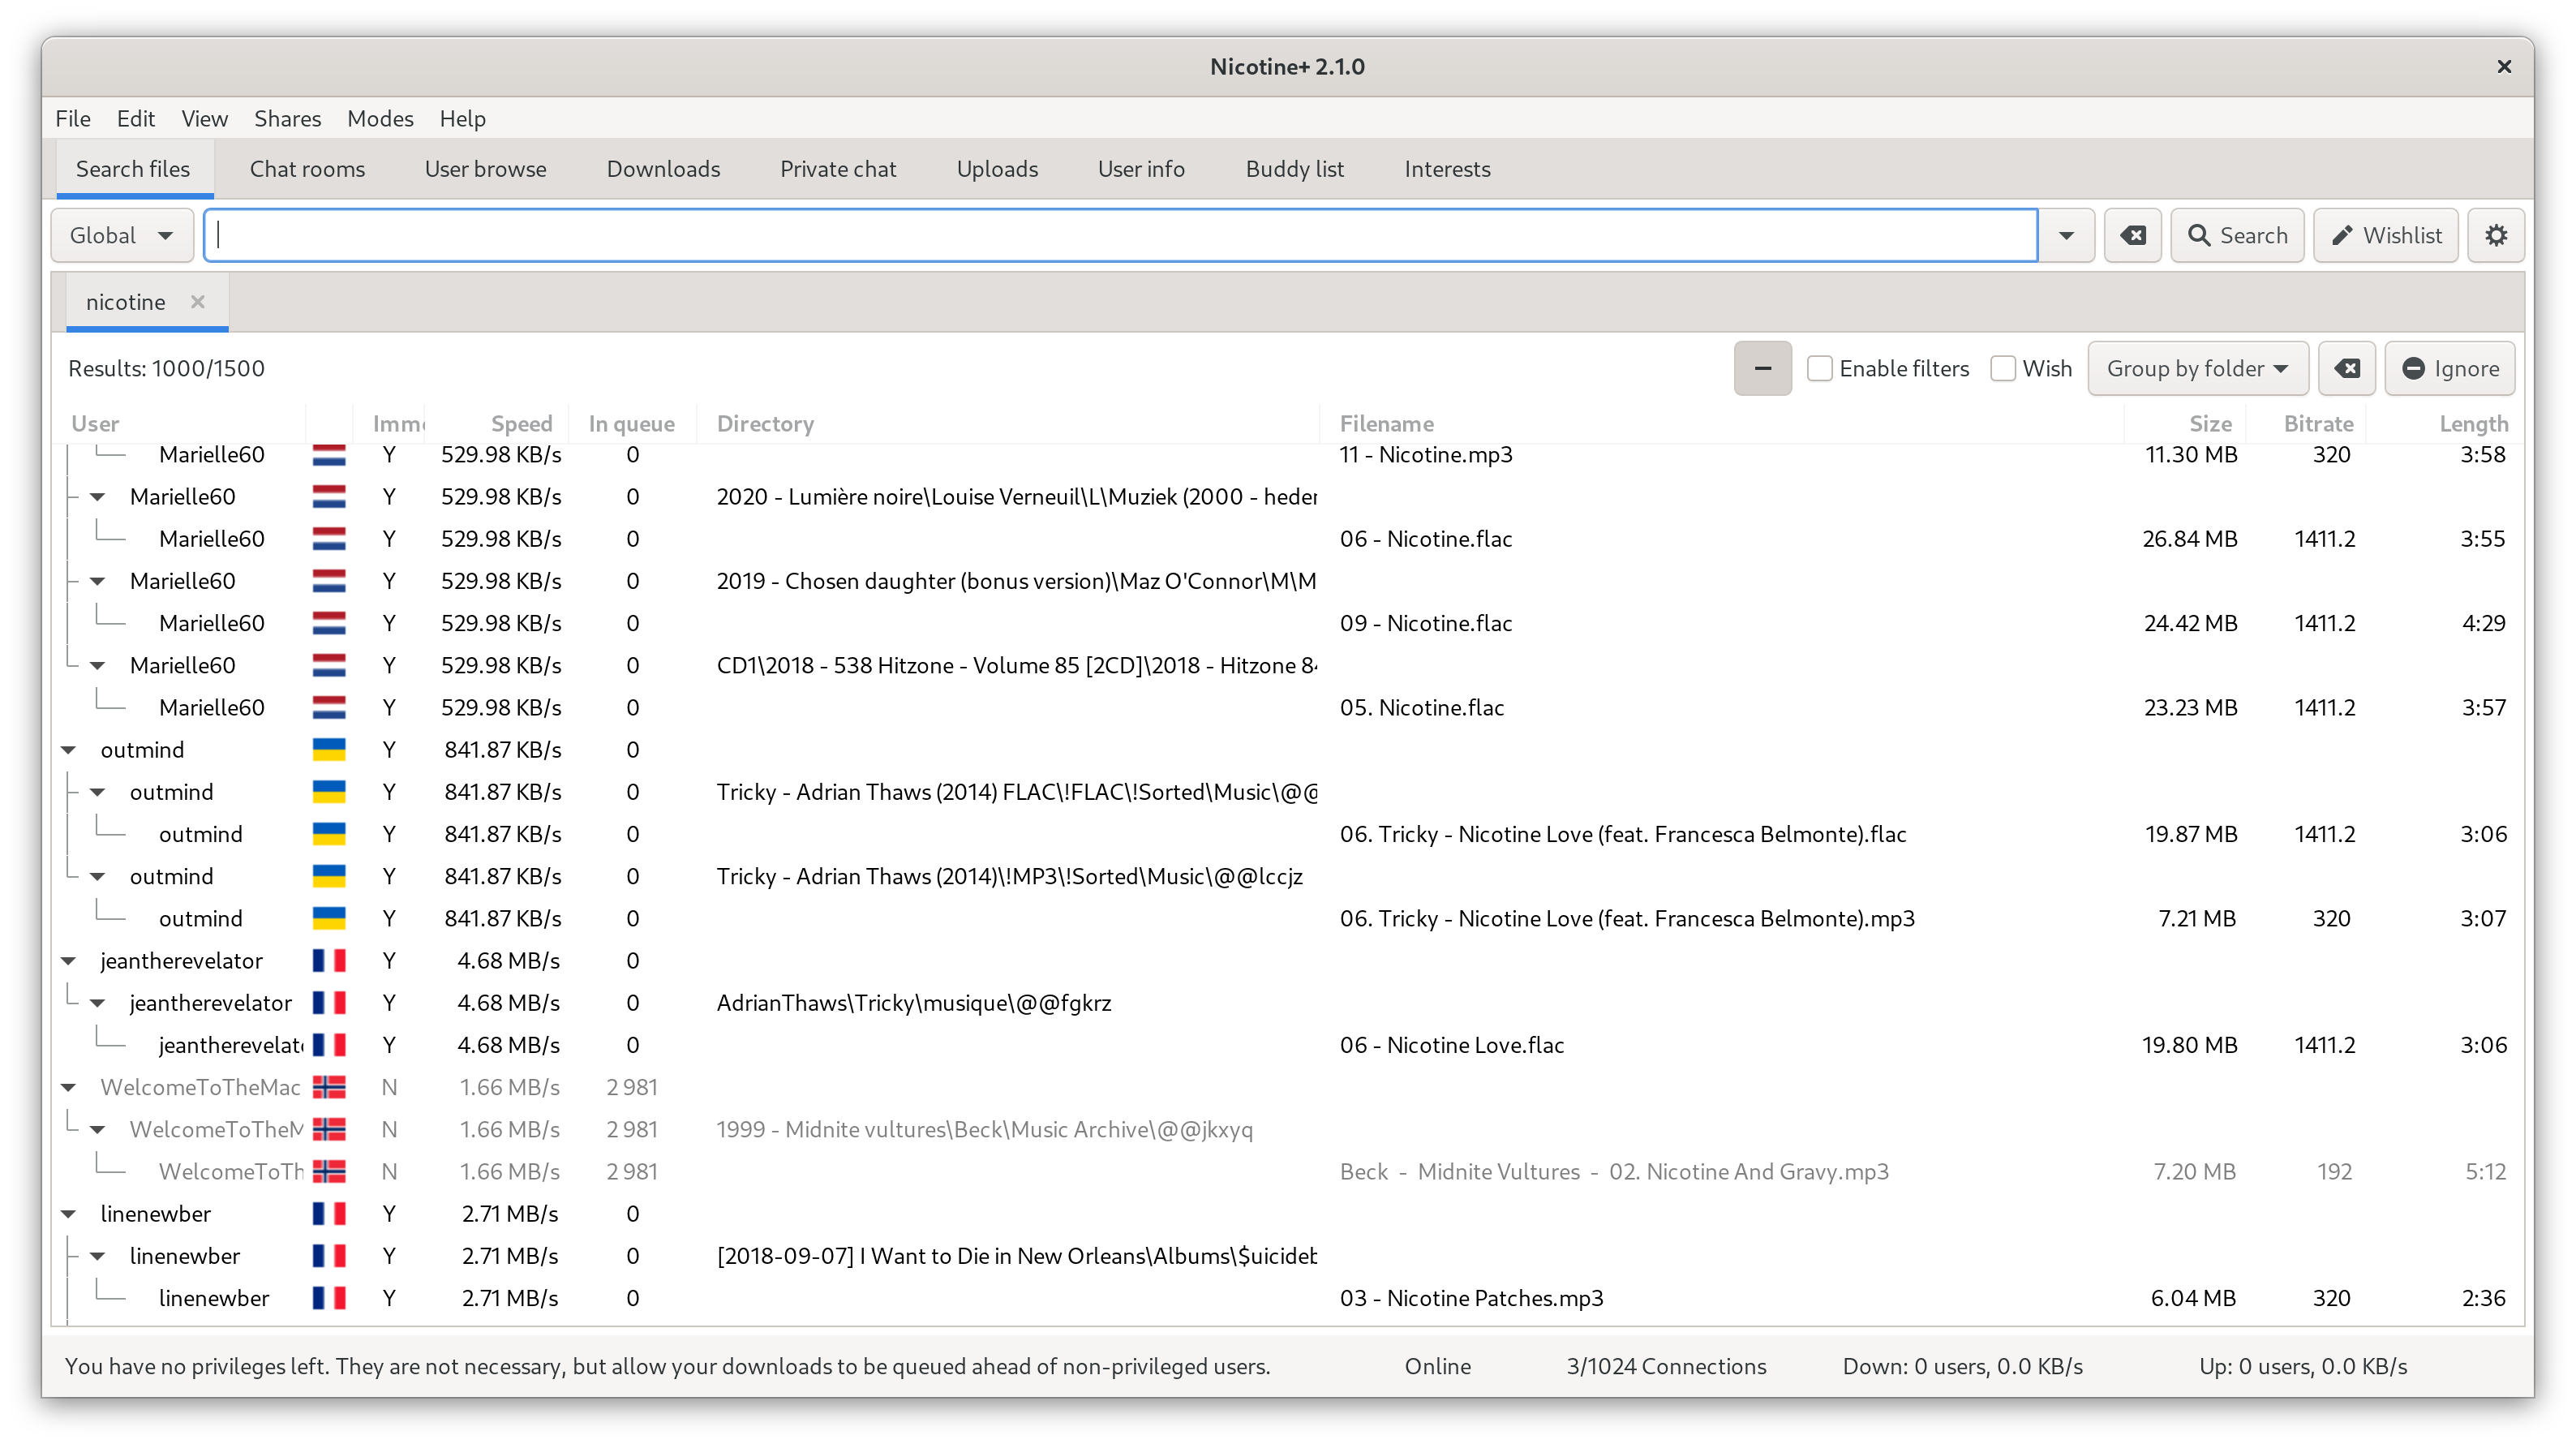 Nicotine+ 2.1.0
File Edit View Shares Modes Help
Search files Chat rooms User browse Downloads Private chat Uploads User info Buddy list Interests
Global Search Wishlist
nicotine
Results: 1000/1500 Enable filters Wish Group by folder Ignore
User Imm Speed In queue Directory Filename Size Bitrate Length
Marielle60 Y 529.98 KB/s 0 11 - Nicotine.mp3 11.30 MB 320 3:58
Marielle60 Y 529.98 KB/s 0 2020 - Lumière noire\Louise Verneuil\L\Muziek (2000 - heder
Marielle60 Y 529.98 KB/s 0 06 - Nicotine.flac 26.84 MB 1411.2 3:55
Marielle60 Y 529.98 KB/s 0 2019 - Chosen daughter (bonus version)\Maz O'Connor\M\M
Marielle60 Y 529.98 KB/s 0 09 - Nicotine.flac 24.42 MB 1411.2 4:29
Marielle60 Y 529.98 KB/s 0 CD1\2018 - 538 Hitzone - Volume 85 [2CD]\2018 - Hitzone 84
Marielle60 Y 529.98 KB/s 0 05. Nicotine.flac 23.23 MB 1411.2 3:57
outmind Y 841.87 KB/s 0
outmind Y 841.87 KB/s 0 Tricky - Adrian Thaws (2014) FLAC\!FLAC\!Sorted\Music\@@
outmind Y 841.87 KB/s 0 06. Tricky - Nicotine Love (feat. Francesca Belmonte).flac 19.87 MB 1411.2 3:06
outmind Y 841.87 KB/s 0 Tricky - Adrian Thaws (2014)\!MP3\!Sorted\Music\@@lccjz
outmind Y 841.87 KB/s 0 06. Tricky - Nicotine Love (feat. Francesca Belmonte).mp3 7.21 MB 320 3:07
jeantherevelator Y 4.68 MB/s 0
jeantherevelator Y 4.68 MB/s 0 AdrianThaws\Tricky\musique\@@fgkrz
jeantherevelat Y 4.68 MB/s 0 06 - Nicotine Love.flac 19.80 MB 1411.2 3:06
WelcomeToTheMac N 1.66 MB/s 2 981
WelcomeToTheM N 1.66 MB/s 2 981 1999 - Midnite vultures\Beck\Music Archive\@@jkxyq
WelcomeToTh N 1.66 MB/s 2 981 Beck - Midnite Vultures - 02. Nicotine And Gravy.mp3 7.20 MB 192 5:12
linenewber Y 2.71 MB/s 0
linenewber Y 2.71 MB/s 0 [2018-09-07] I Want to Die in New Orleans\Albums\$uicideb
linenewber Y 2.71 MB/s 0 03 - Nicotine Patches.mp3 6.04 MB 320 2:36
You have no privileges left. They are not necessary, but allow your downloads to be queued ahead of non-privileged users. Online 3/1024 Connections Down: 0 users, 0.0 KB/s Up: 0 users, 0.0 KB/s